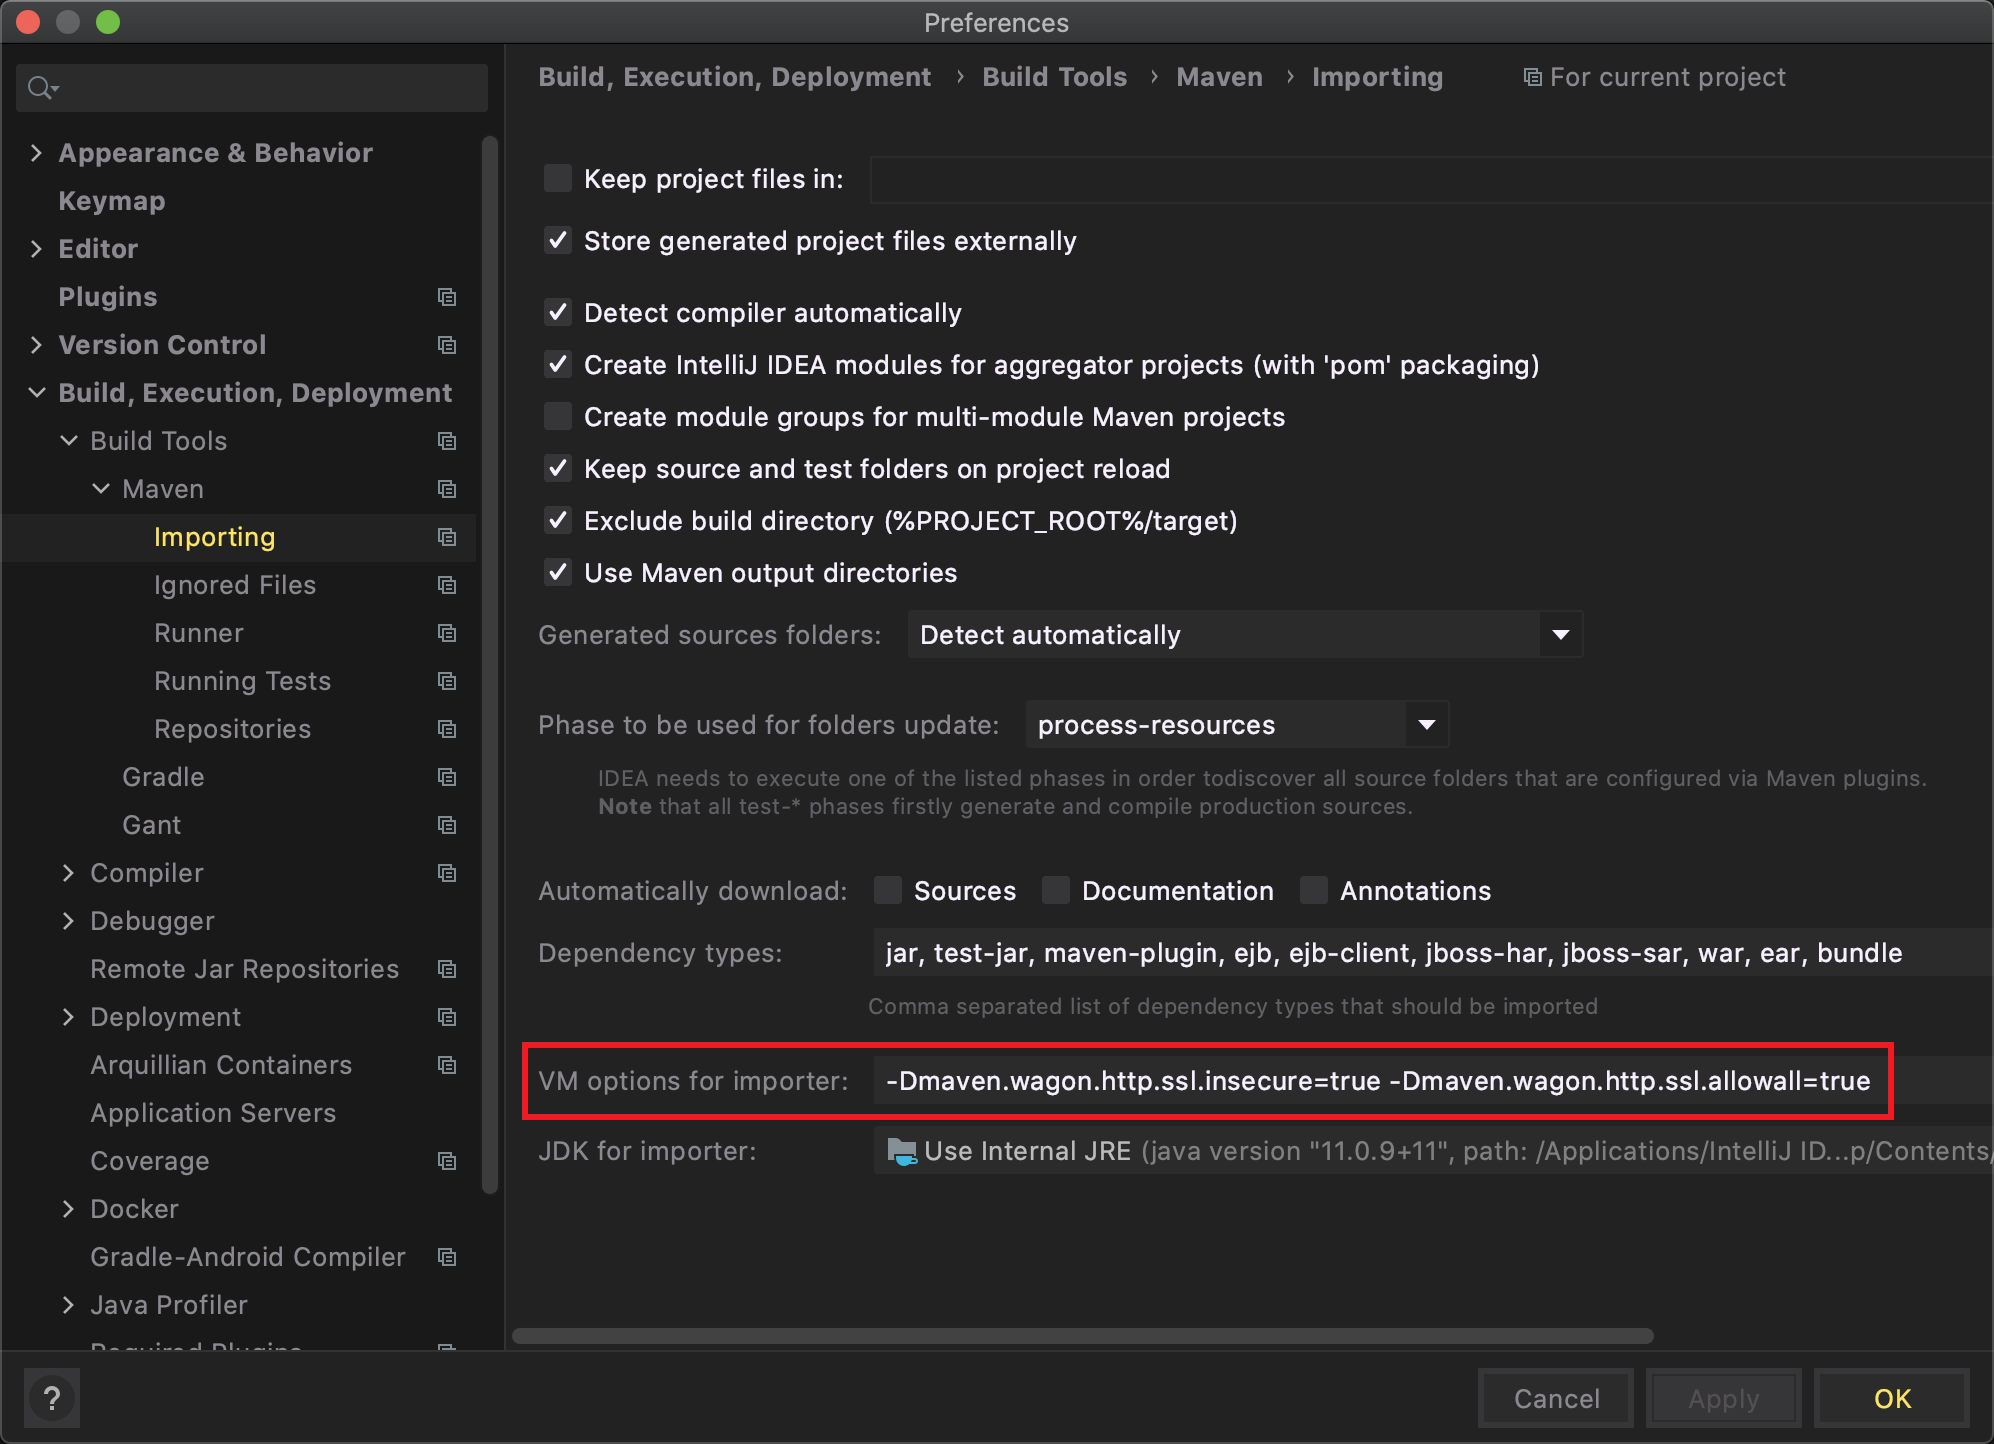 Preferences
Appearance & Behavior
Keymap
Editor
Plugins
Version Control
Build, Execution, Deployment
Build Tools
Maven
Importing
Ignored Files
Runner
Running Tests
Repositories
Gradle
Gant
Compiler
Debugger
Remote Jar Repositories
Deployment
Arquillian Containers
Application Servers
Coverage
Docker
Gradle-Android Compiler
Java Profiler
Required Plugins
Build, Execution, Deployment › Build Tools › Maven › Importing For current project
Keep project files in:
Store generated project files externally
Detect compiler automatically
Create IntelliJ IDEA modules for aggregator projects (with 'pom' packaging)
Create module groups for multi-module Maven projects
Keep source and test folders on project reload
Exclude build directory (%PROJECT_ROOT%/target)
Use Maven output directories
Generated sources folders: Detect automatically
Phase to be used for folders update: process-resources
IDEA needs to execute one of the listed phases in order todiscover all source folders that are configured via Maven plugins.
Note that all test-* phases firstly generate and compile production sources.
Automatically download: Sources Documentation Annotations
Dependency types: jar, test-jar, maven-plugin, ejb, ejb-client, jboss-har, jboss-sar, war, ear, bundle
Comma separated list of dependency types that should be imported
VM options for importer: -Dmaven.wagon.http.ssl.insecure=true -Dmaven.wagon.http.ssl.allowall=true
JDK for importer: Use Internal JRE (java version "11.0.9+11", path: /Applications/IntelliJ ID...p/Contents/
?
Cancel Apply OK